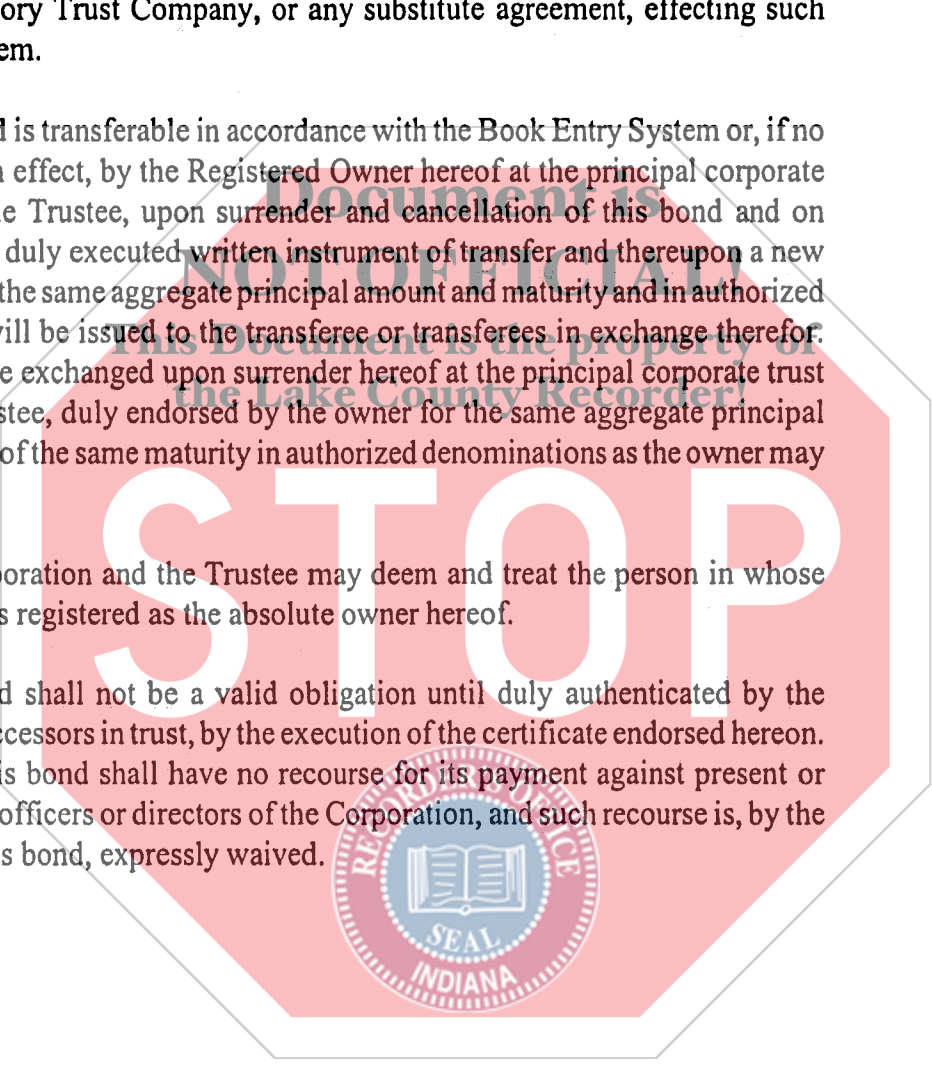 ory Trust Company, or any substitute agreement, effecting such
em.
d is transferable in accordance with the Book Entry System or, if no
n effect, by the Registered Owner hereof at the principal corporate
e Trustee, upon surrender and cancellation of this bond and on
duly executed written instrument of transfer and thereupon a new
the same aggregate principal amount and maturity and in authorized
vill be issued to the transferee or transferees in exchange therefor.
e exchanged upon surrender hereof at the principal corporate trust
stee, duly endorsed by the owner for the same aggregate principal
of the same maturity in authorized denominations as the owner may
poration and the Trustee may deem and treat the person in whose
s registered as the absolute owner hereof.
d shall not be a valid obligation until duly authenticated by the
ccessors in trust, by the execution of the certificate endorsed hereon.
is bond shall have no recourse for its payment against present or
officers or directors of the Corporation, and such recourse is, by the
s bond, expressly waived.
Document is
NOT OFFICIAL!
This Document is the property of
the Lake County Recorder!
STOP
RECORDER'S OFFICE
SEAL
INDIANA